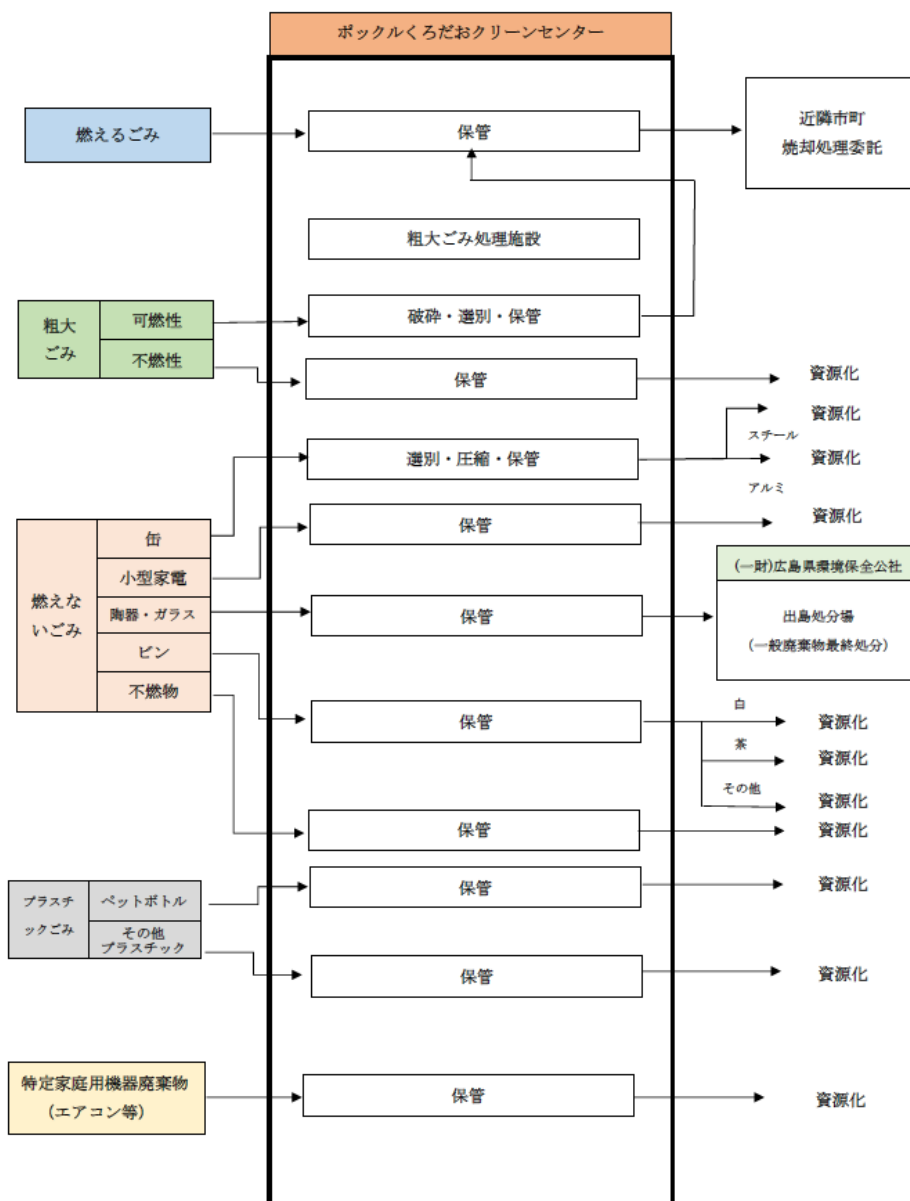 ポックルくろだおクリーンセンター
燃えるごみ
保管
近隣市町
焼却処理委託
粗大ごみ処理施設
粗大
ごみ
可燃性
不燃性
破砕・選別・保管
保管
資源化
選別・圧縮・保管
スチール
資源化
資源化
アルミ
保管
資源化
燃えな
いごみ
缶
小型家電
陶器・ガラス
ビン
不燃物
保管
(一財)広島県環境保全公社
出島処分場
(一般廃棄物最終処分)
保管
白
資源化
茶
資源化
その他
資源化
保管
資源化
プラスチ
ックごみ
ペットボトル
その他
プラスチック
保管
資源化
保管
資源化
特定家庭用機器廃棄物
(エアコン等)
保管
資源化